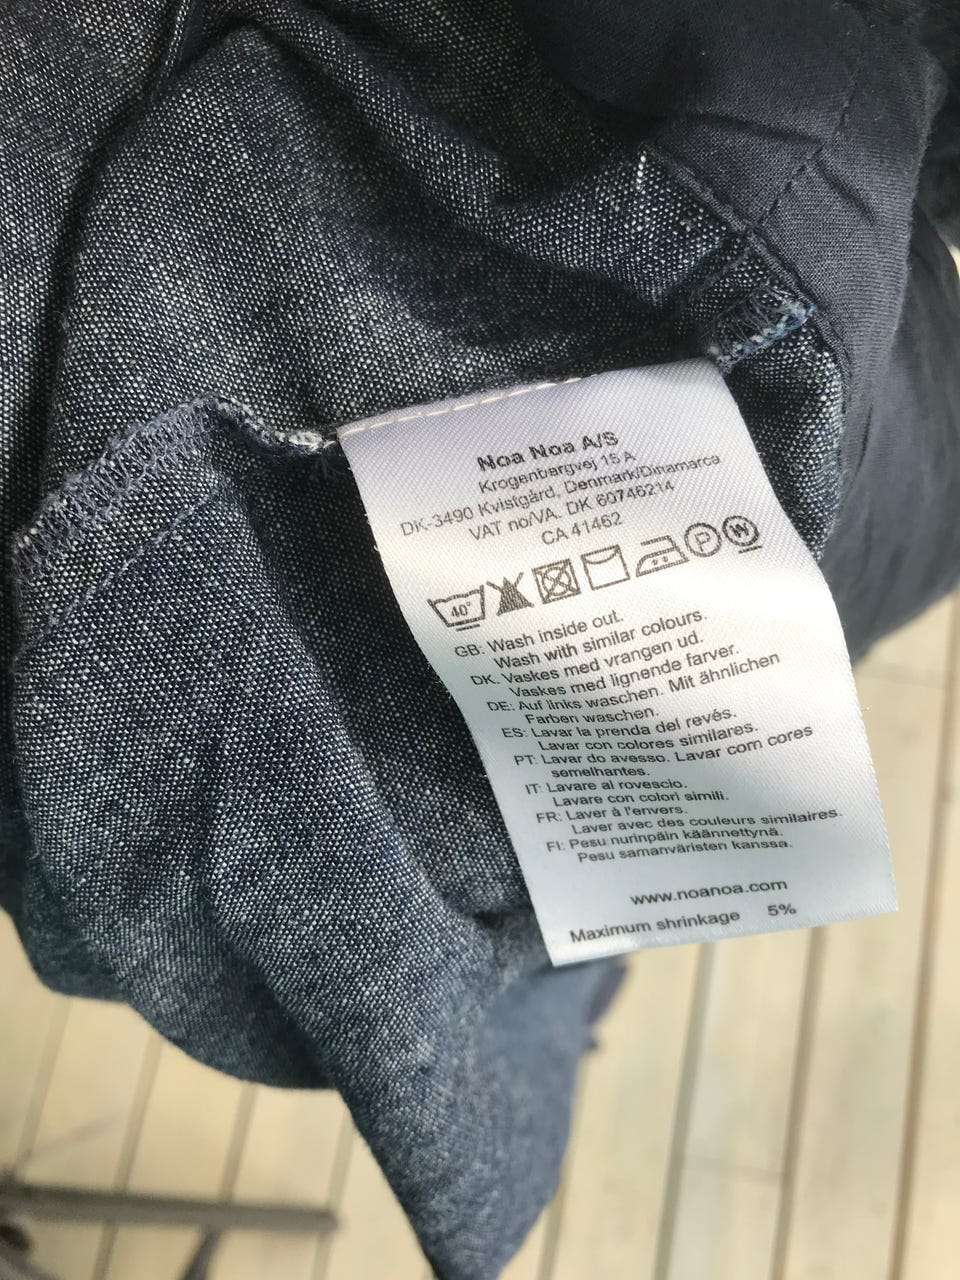 Noa Noa A/S
Krogenbergvej 15 A
DK-3490 Kvistgård, Denmark/Dinamarca
VAT no/VA. DK 60746214
CA 41462
40° P W
GB: Wash inside out.
Wash with similar colours.
DK. Vaskes med vrangen ud.
Vaskes med lignende farver.
DE: Auf links waschen. Mit ähnlichen
Farben waschen.
ES: Lavar la prenda del revés.
Lavar con colores similares.
PT: Lavar do avesso. Lavar com cores
semelhantes.
IT: Lavare al rovescio.
Lavare con colori simili.
FR: Laver à l'envers.
Laver avec des couleurs similaires.
FI: Pesu nurinpäin käännettynä.
Pesu samanväristen kanssa.
www.noanoa.com
Maximum shrinkage 5%